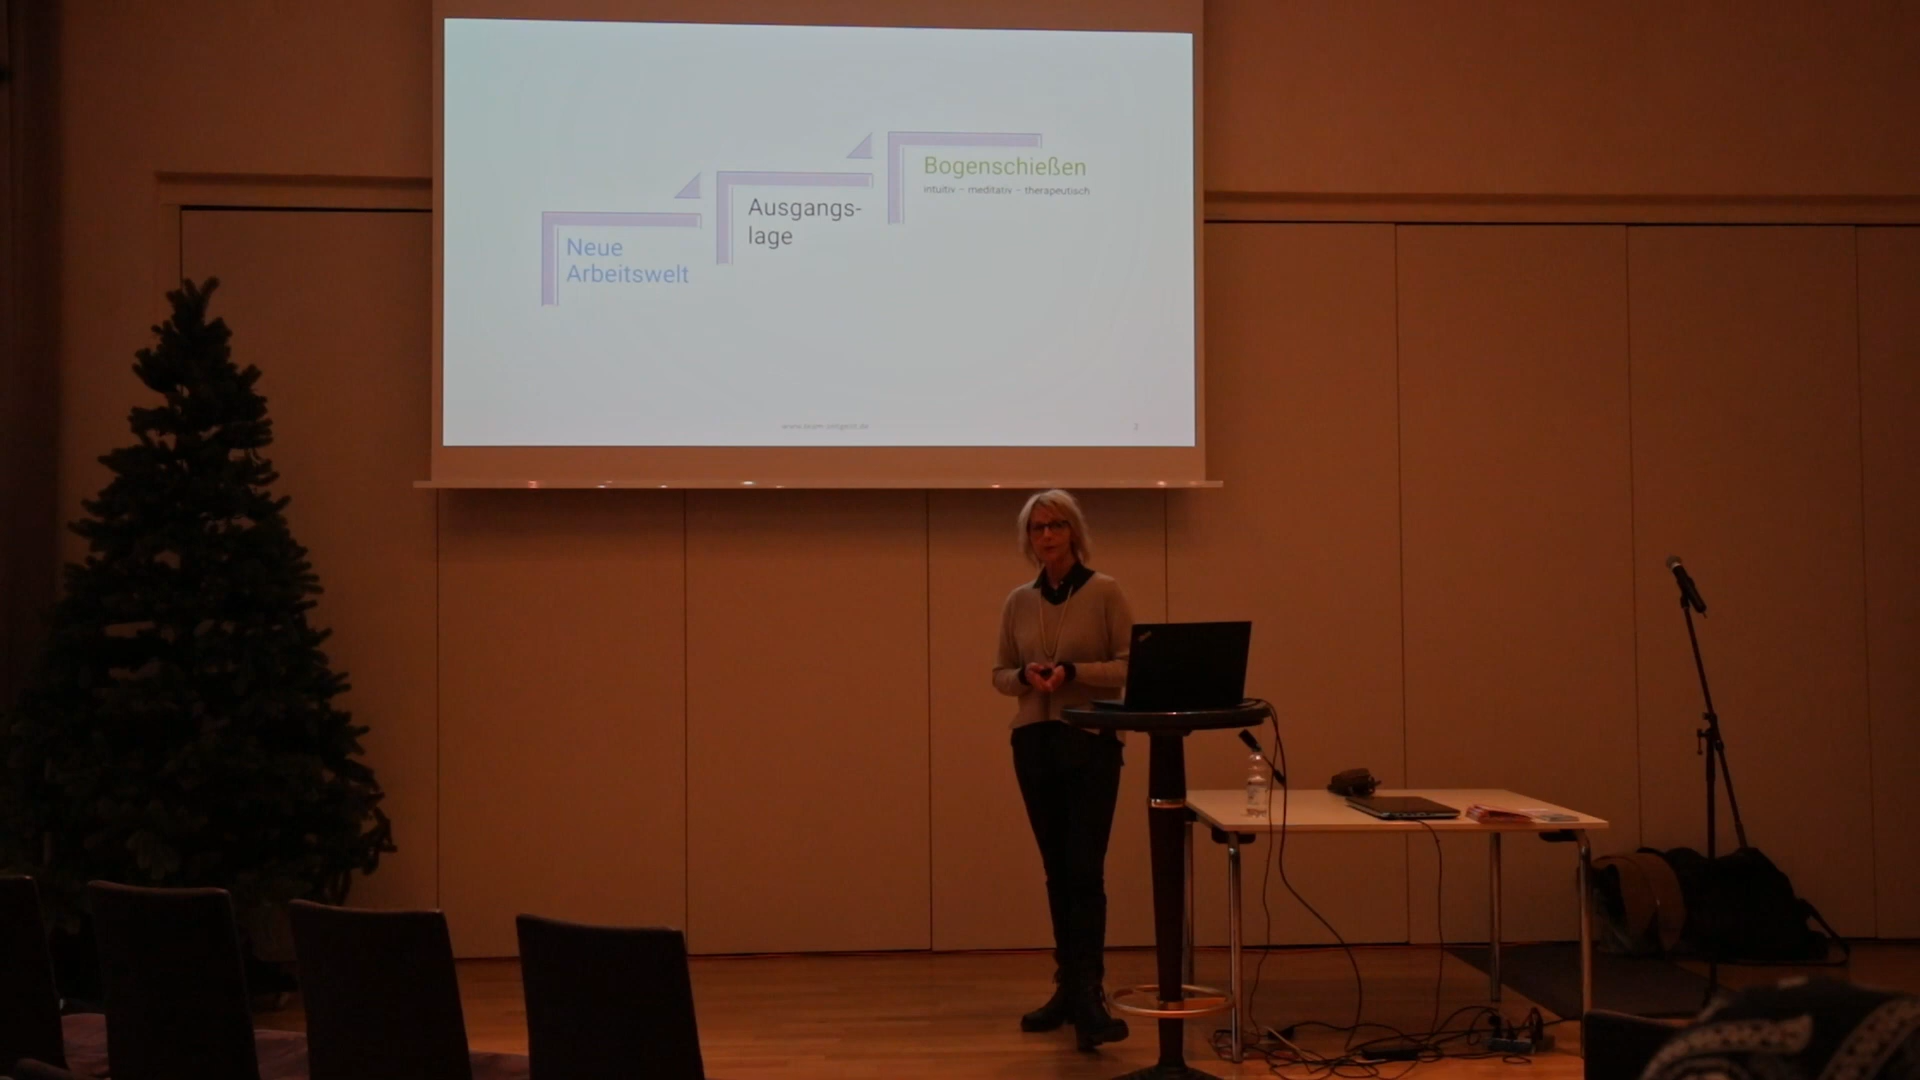 Bogenschießen
intuitiv – meditativ – therapeutisch
Ausgangs-
lage
Neue
Arbeitswelt